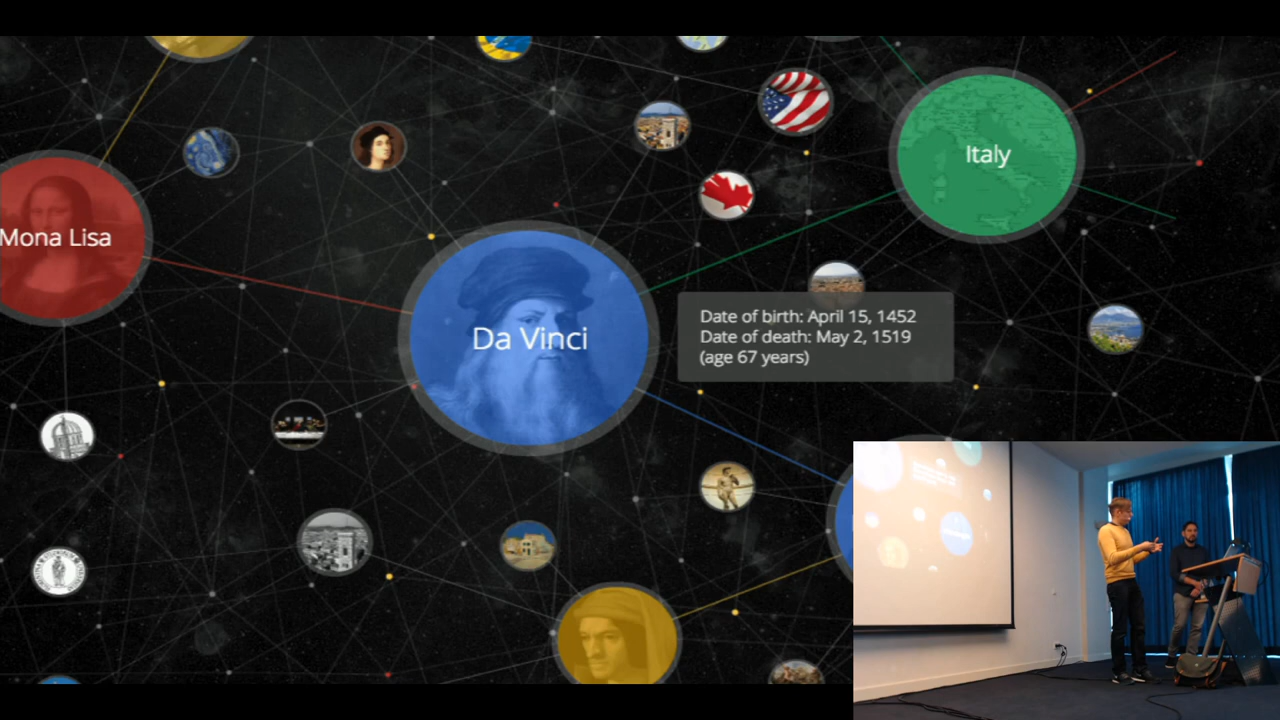 Italy
Mona Lisa
Da Vinci
Date of birth: April 15, 1452
Date of death: May 2, 1519
(age 67 years)